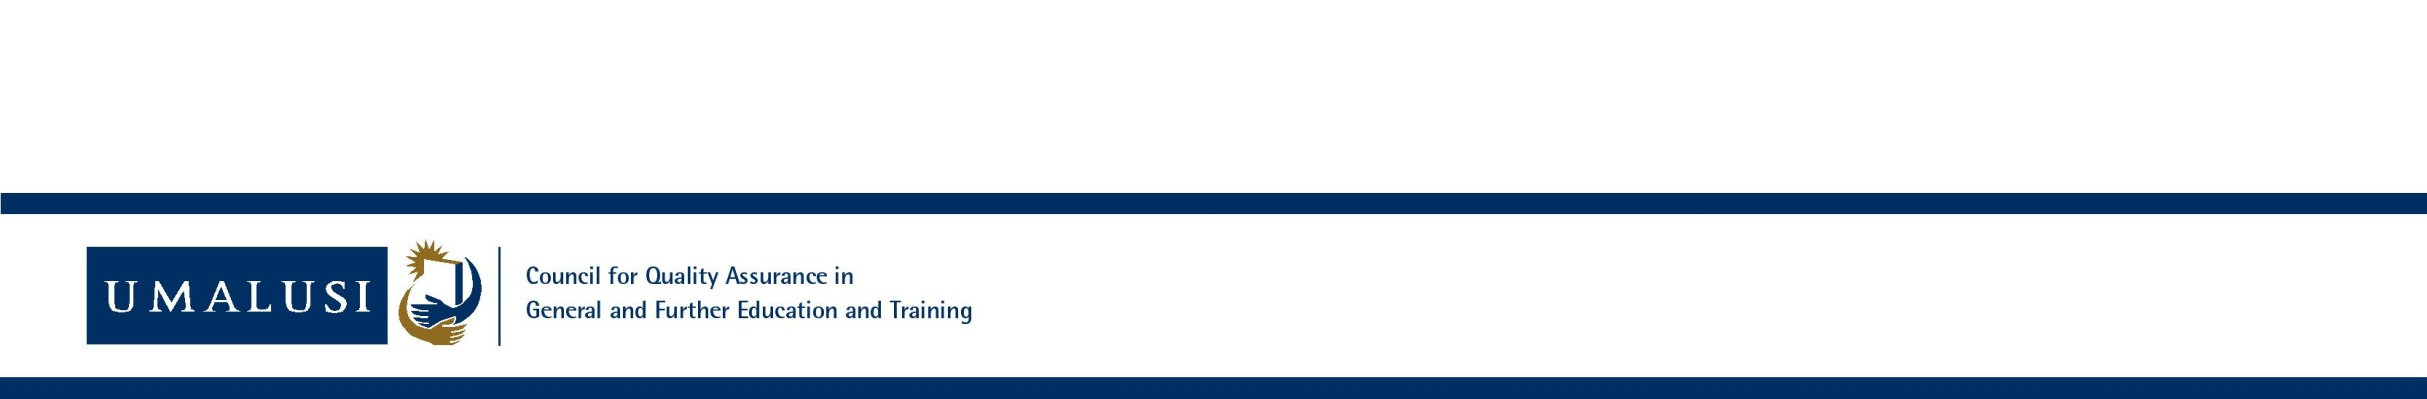 UMALUSI
Council for Quality Assurance in
General and Further Education and Training